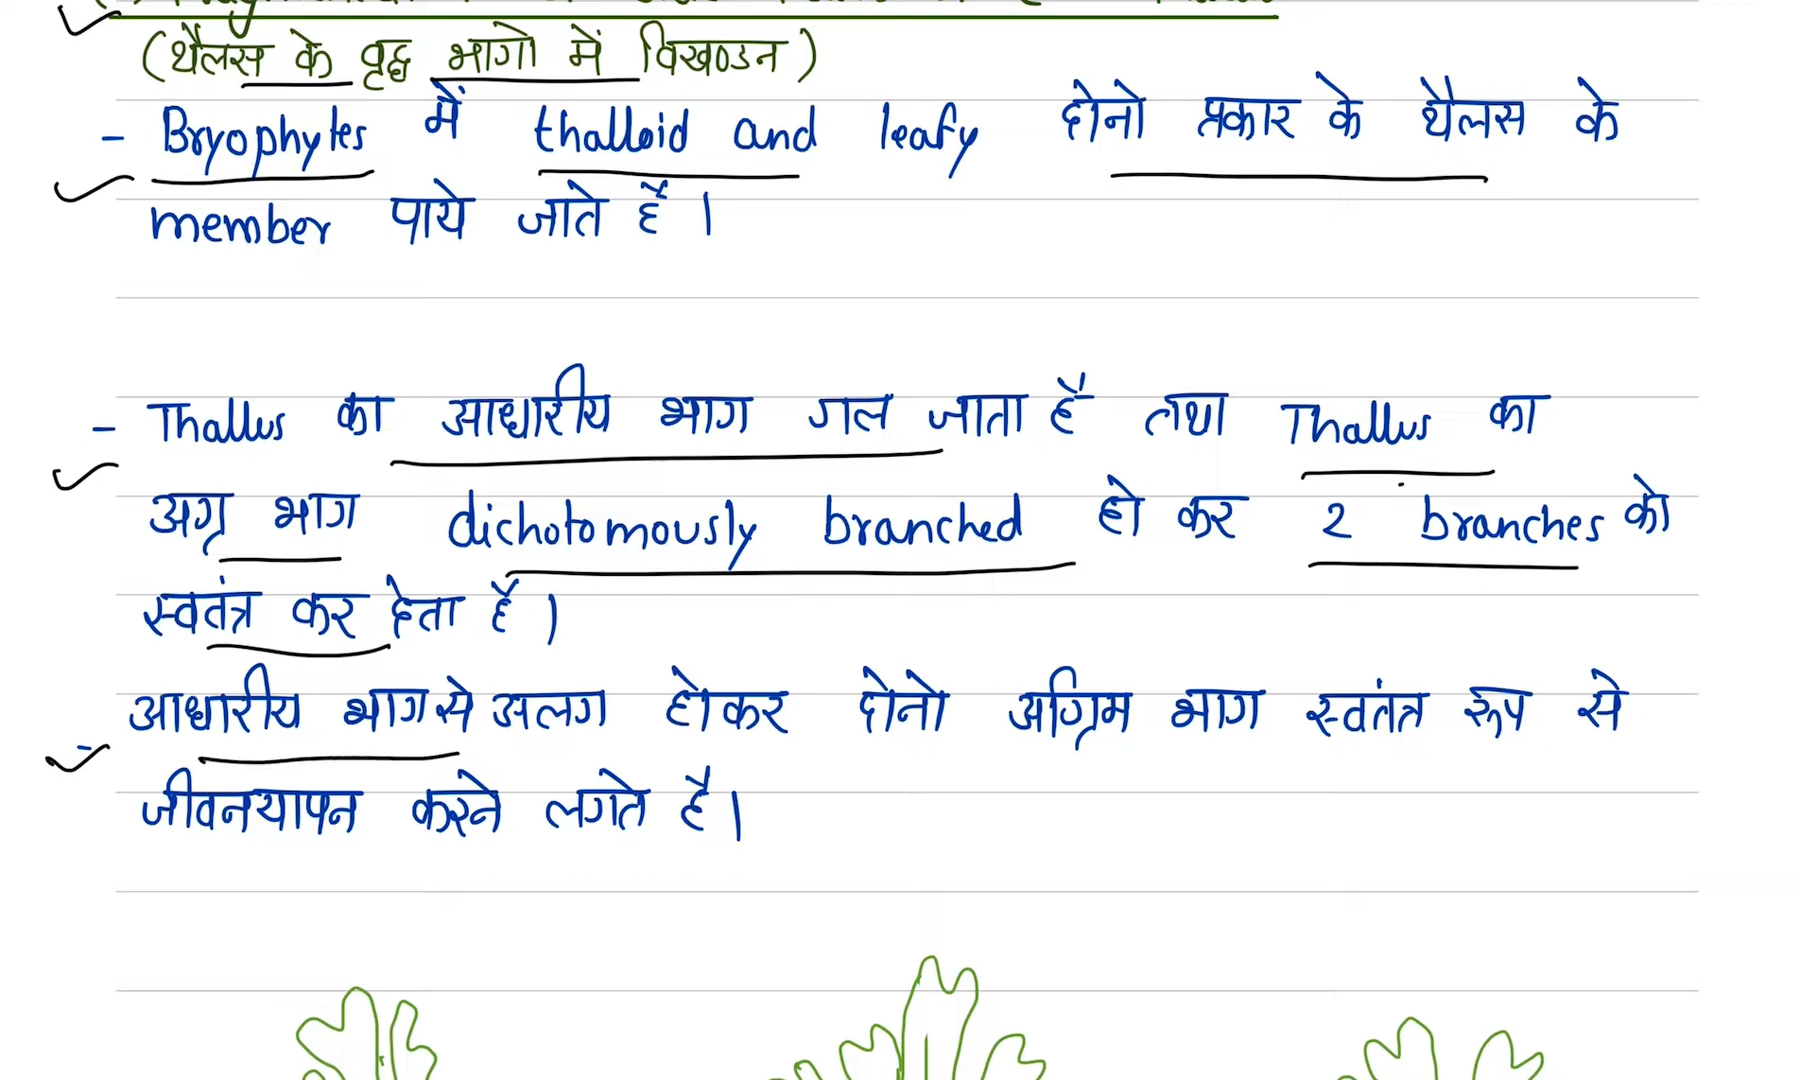 (थैलस के वृद्ध भागो में विखण्डन)
- Bryophytes में thalloid and leafy दोनो प्रकार के थैलस के
member पाये जाते है ।
- Thallus का आधारीय भाग गल जाता है तथा Thallus का
अग्र भाग dichotomously branched हो कर 2 branches को
स्वतंत्र कर देता है ।
- आधारीय भाग से अलग होकर दोनो अग्रिम भाग स्वतंत्र रूप से
जीवनयापन करने लगते है ।